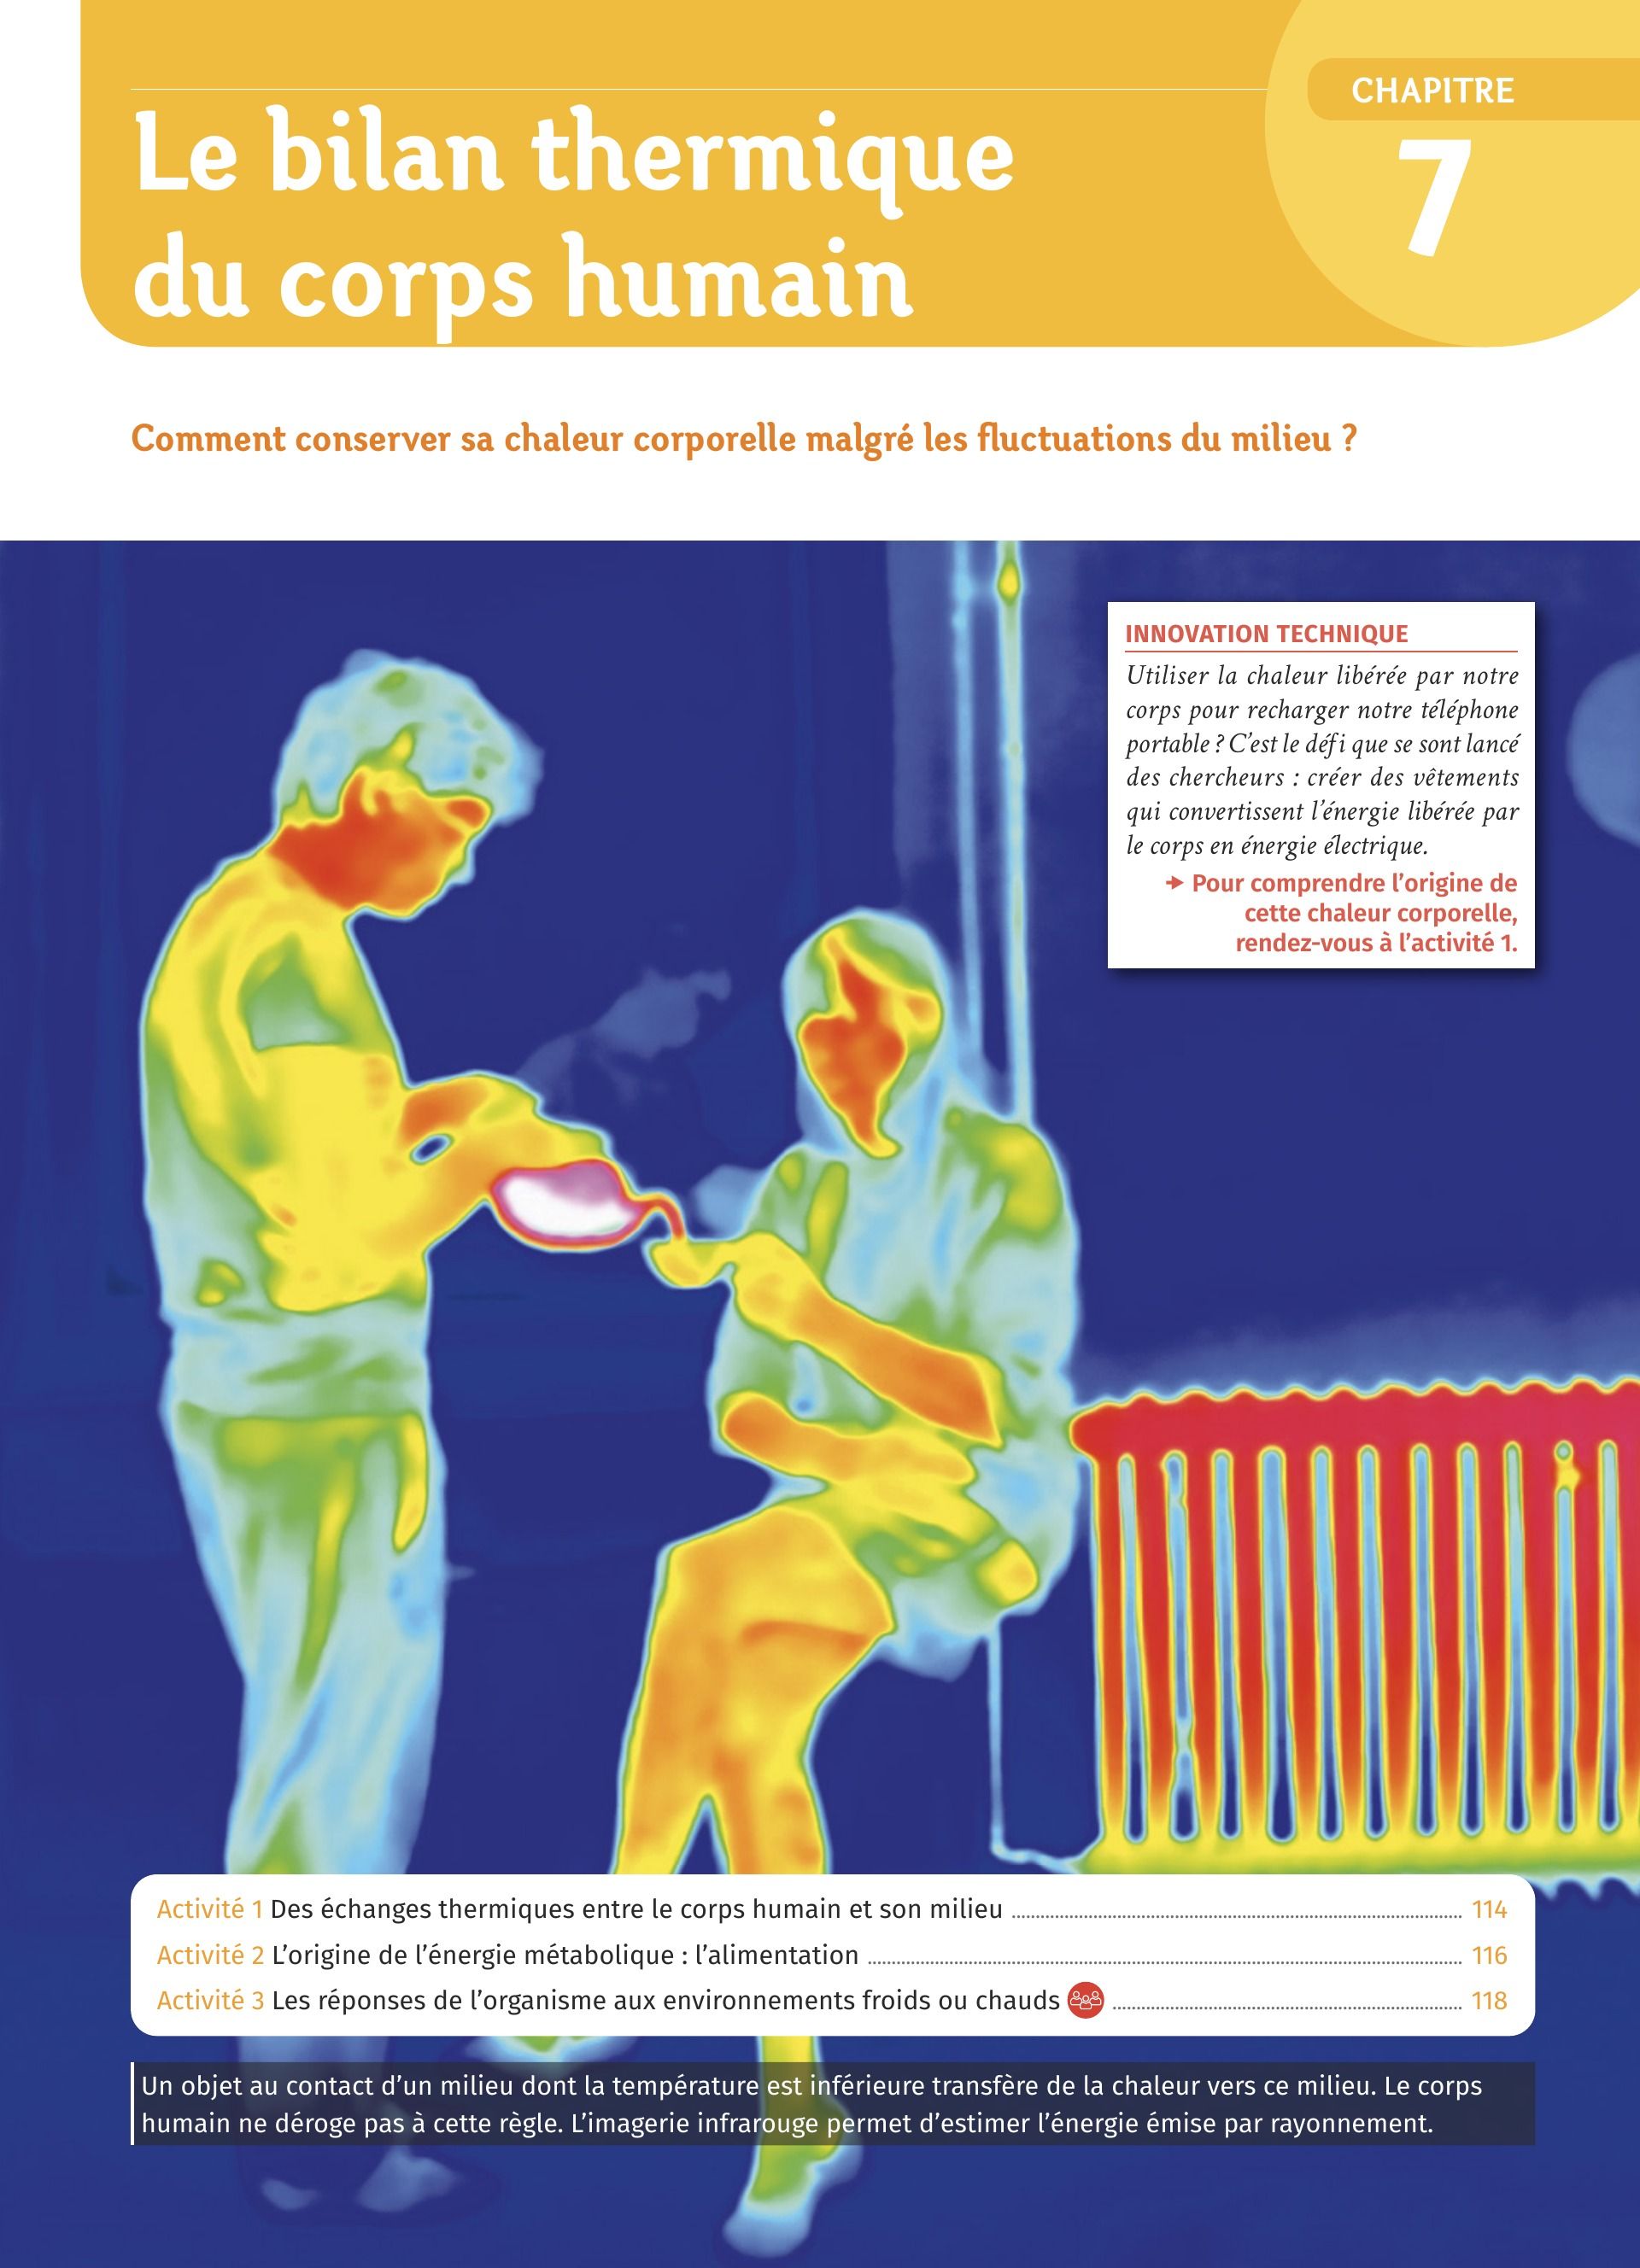 CHAPITRE
7
Le bilan thermique
du corps humain
Comment conserver sa chaleur corporelle malgré les fluctuations du milieu ?
INNOVATION TECHNIQUE
Utiliser la chaleur libérée par notre
corps pour recharger notre téléphone
portable ? C’est le défi que se sont lancé
des chercheurs : créer des vêtements
qui convertissent l’énergie libérée par
le corps en énergie électrique.
➔ Pour comprendre l’origine de
cette chaleur corporelle,
rendez-vous à l’activité 1.
Activité 1 Des échanges thermiques entre le corps humain et son milieu ........ 114
Activité 2 L’origine de l’énergie métabolique : l’alimentation ........ 116
Activité 3 Les réponses de l’organisme aux environnements froids ou chauds ........ 118
Un objet au contact d’un milieu dont la température est inférieure transfère de la chaleur vers ce milieu. Le corps
humain ne déroge pas à cette règle. L’imagerie infrarouge permet d’estimer l’énergie émise par rayonnement.